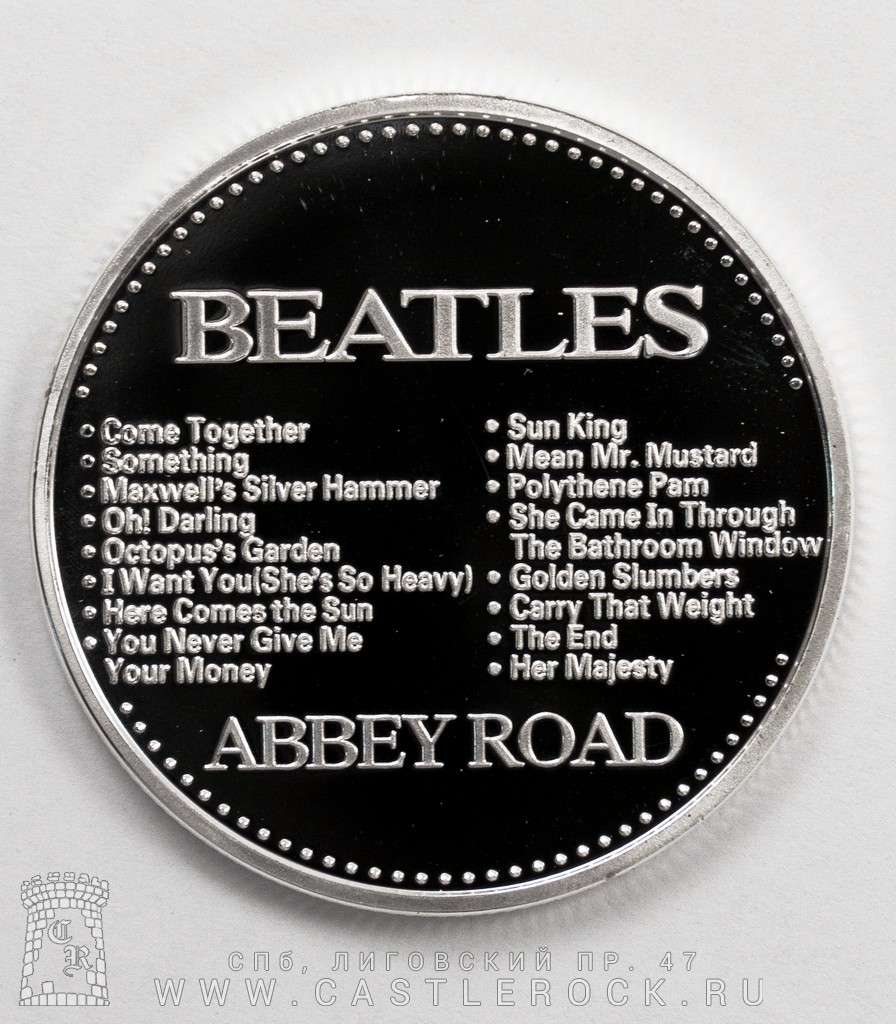 BEATLES
• Come Together
• Something
• Maxwell's Silver Hammer
• Oh! Darling
• Octopus's Garden
• I Want You(She's So Heavy)
• Here Comes the Sun
• You Never Give Me
Your Money
• Sun King
• Mean Mr. Mustard
• Polythene Pam
• She Came In Through
The Bathroom Window
• Golden Slumbers
• Carry That Weight
• The End
• Her Majesty
ABBEY ROAD
CR
СПб, ЛИГОВСКИЙ ПР. 47
WWW.CASTLEROCK.RU